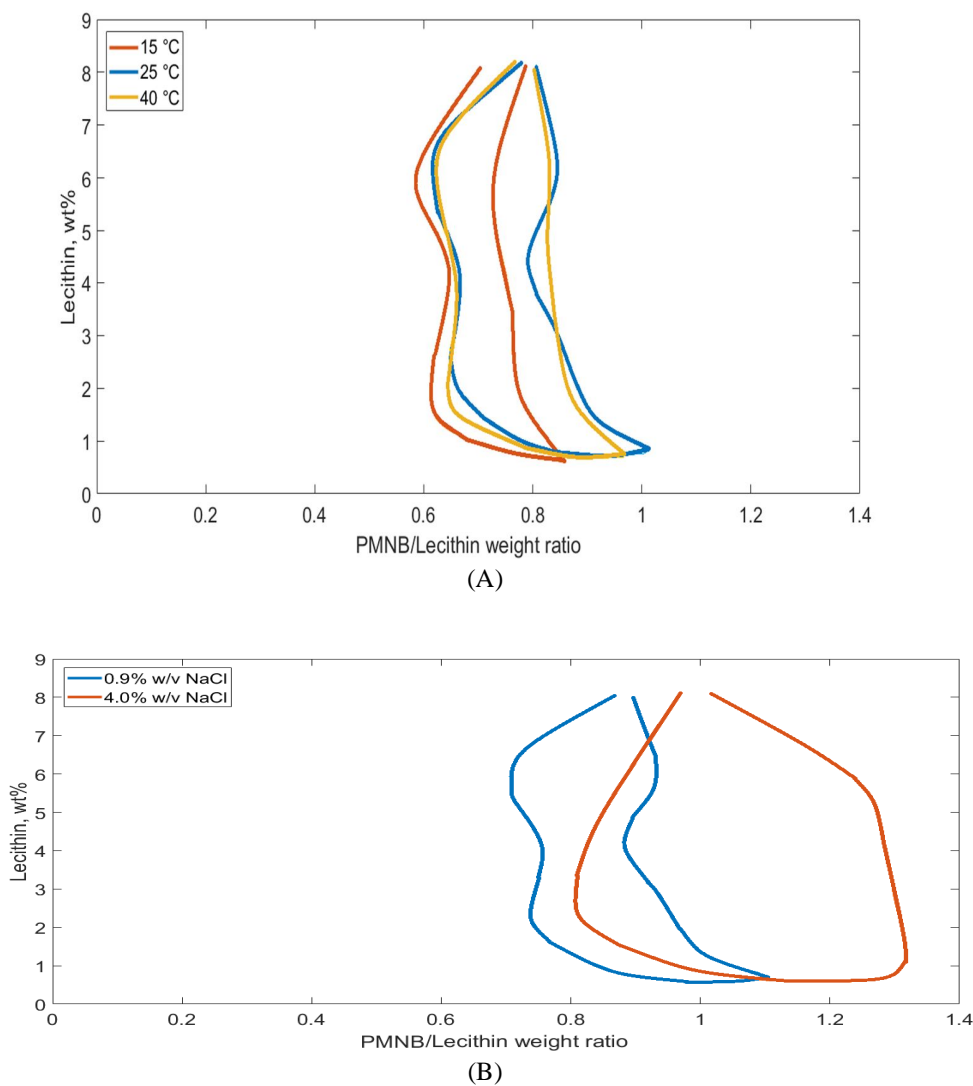 9
8
7
6
5
4
3
2
1
0
Lecithin, wt%
15 °C
25 °C
40 °C
0 0.2 0.4 0.6 0.8 1 1.2 1.4
PMNB/Lecithin weight ratio
(A)
9
8
7
6
5
4
3
2
1
0
Lecithin, wt%
0.9% w/v NaCl
4.0% w/v NaCl
0 0.2 0.4 0.6 0.8 1 1.2 1.4
PMNB/Lecithin weight ratio
(B)